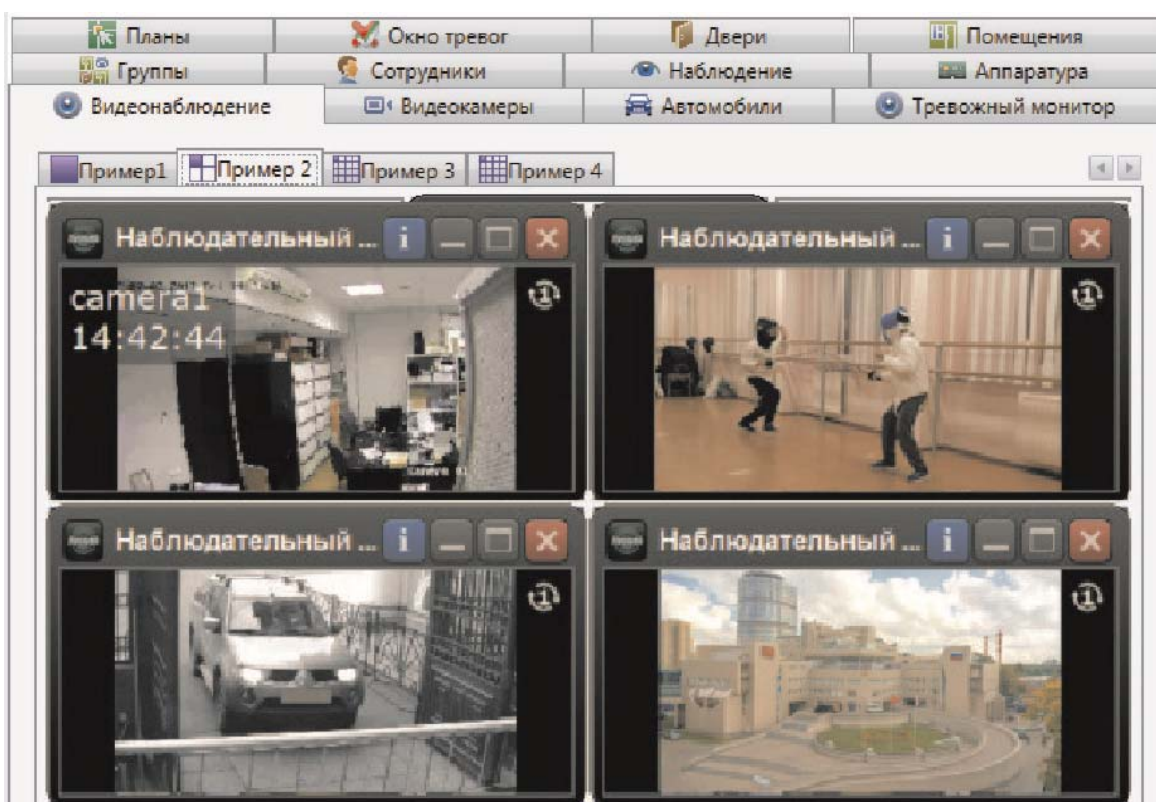 Планы Окно тревог Двери Помещения
Группы Сотрудники Наблюдение Аппаратура
Видеонаблюдение Видеокамеры Автомобили Тревожный монитор
Пример1 Пример 2 Пример 3 Пример 4
Наблюдательный ... Наблюдательный ...
camera1
14:42:44
Наблюдательный ... Наблюдательный ...